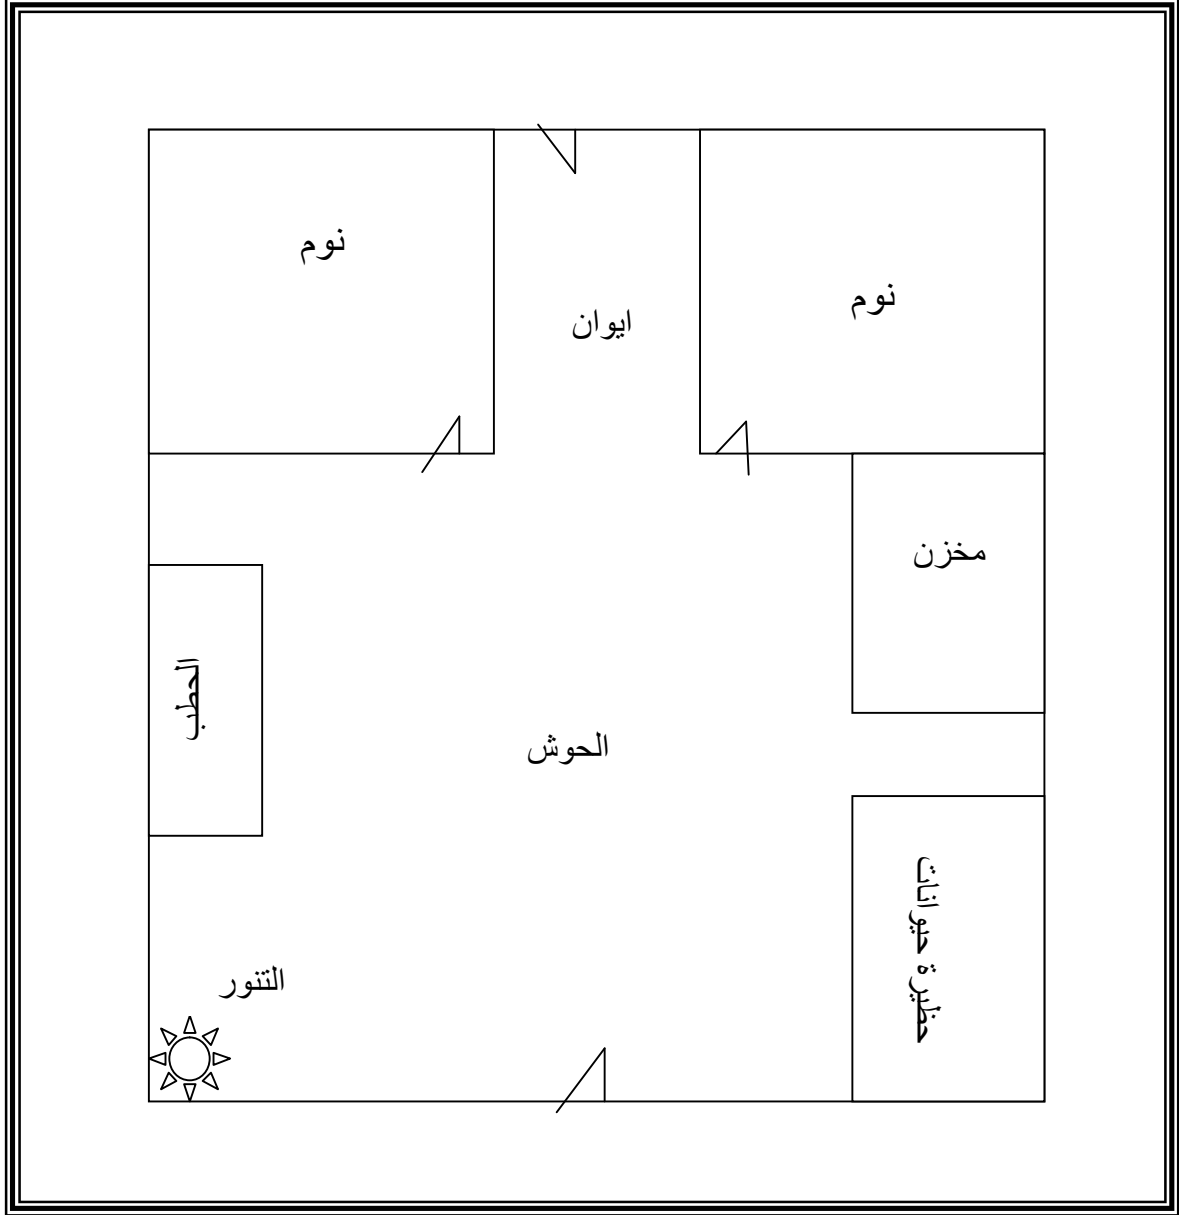 نوم
نوم
ايوان
مخزن
الحطب
الحوش
حظيرة حيوانات
التنور